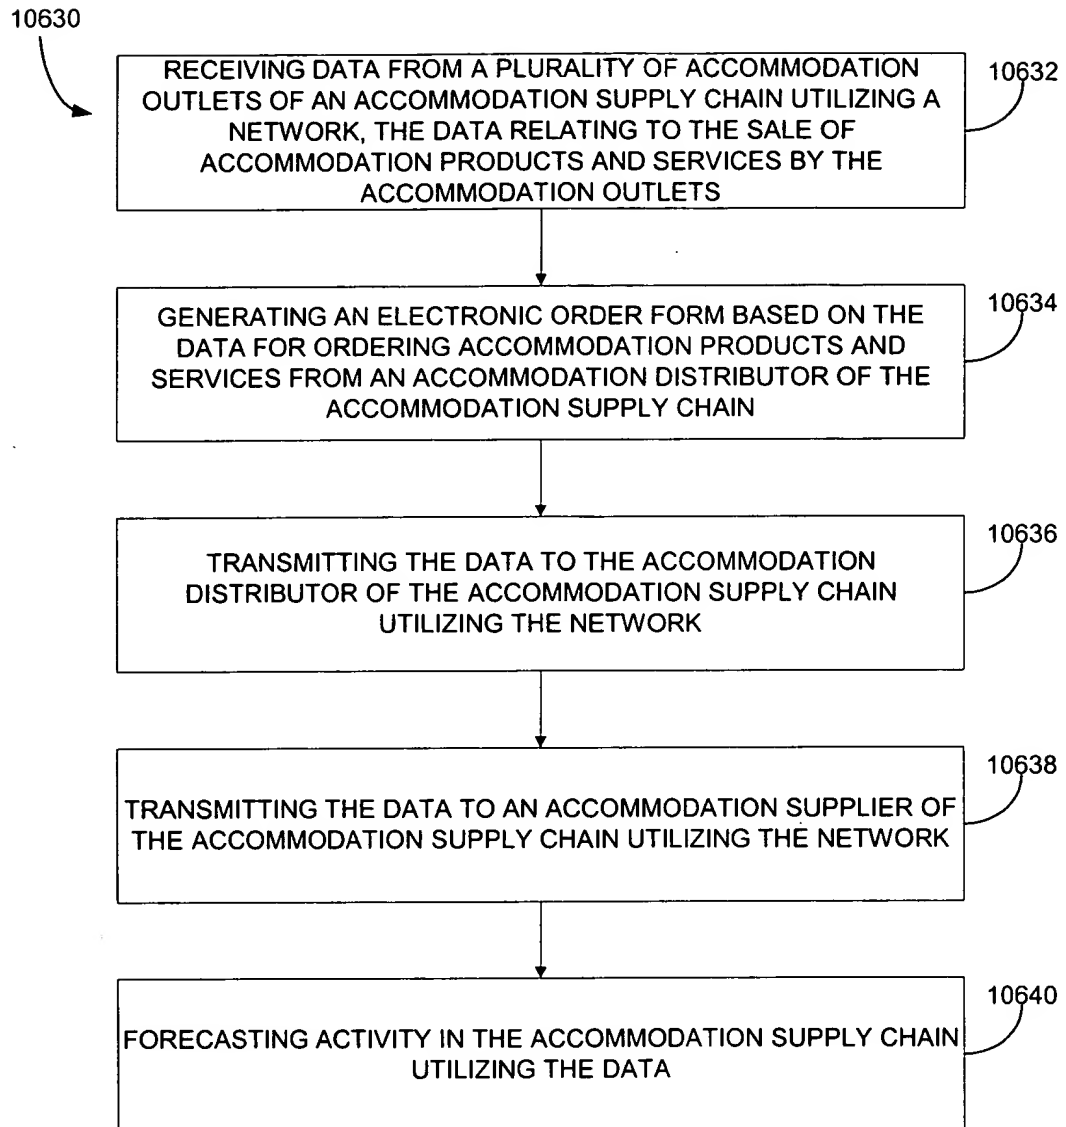 10630
RECEIVING DATA FROM A PLURALITY OF ACCOMMODATION
OUTLETS OF AN ACCOMMODATION SUPPLY CHAIN UTILIZING A
NETWORK, THE DATA RELATING TO THE SALE OF
ACCOMMODATION PRODUCTS AND SERVICES BY THE
ACCOMMODATION OUTLETS
10632
GENERATING AN ELECTRONIC ORDER FORM BASED ON THE
DATA FOR ORDERING ACCOMMODATION PRODUCTS AND
SERVICES FROM AN ACCOMMODATION DISTRIBUTOR OF THE
ACCOMMODATION SUPPLY CHAIN
10634
TRANSMITTING THE DATA TO THE ACCOMMODATION
DISTRIBUTOR OF THE ACCOMMODATION SUPPLY CHAIN
UTILIZING THE NETWORK
10636
TRANSMITTING THE DATA TO AN ACCOMMODATION SUPPLIER OF
THE ACCOMMODATION SUPPLY CHAIN UTILIZING THE NETWORK
10638
FORECASTING ACTIVITY IN THE ACCOMMODATION SUPPLY CHAIN
UTILIZING THE DATA
10640